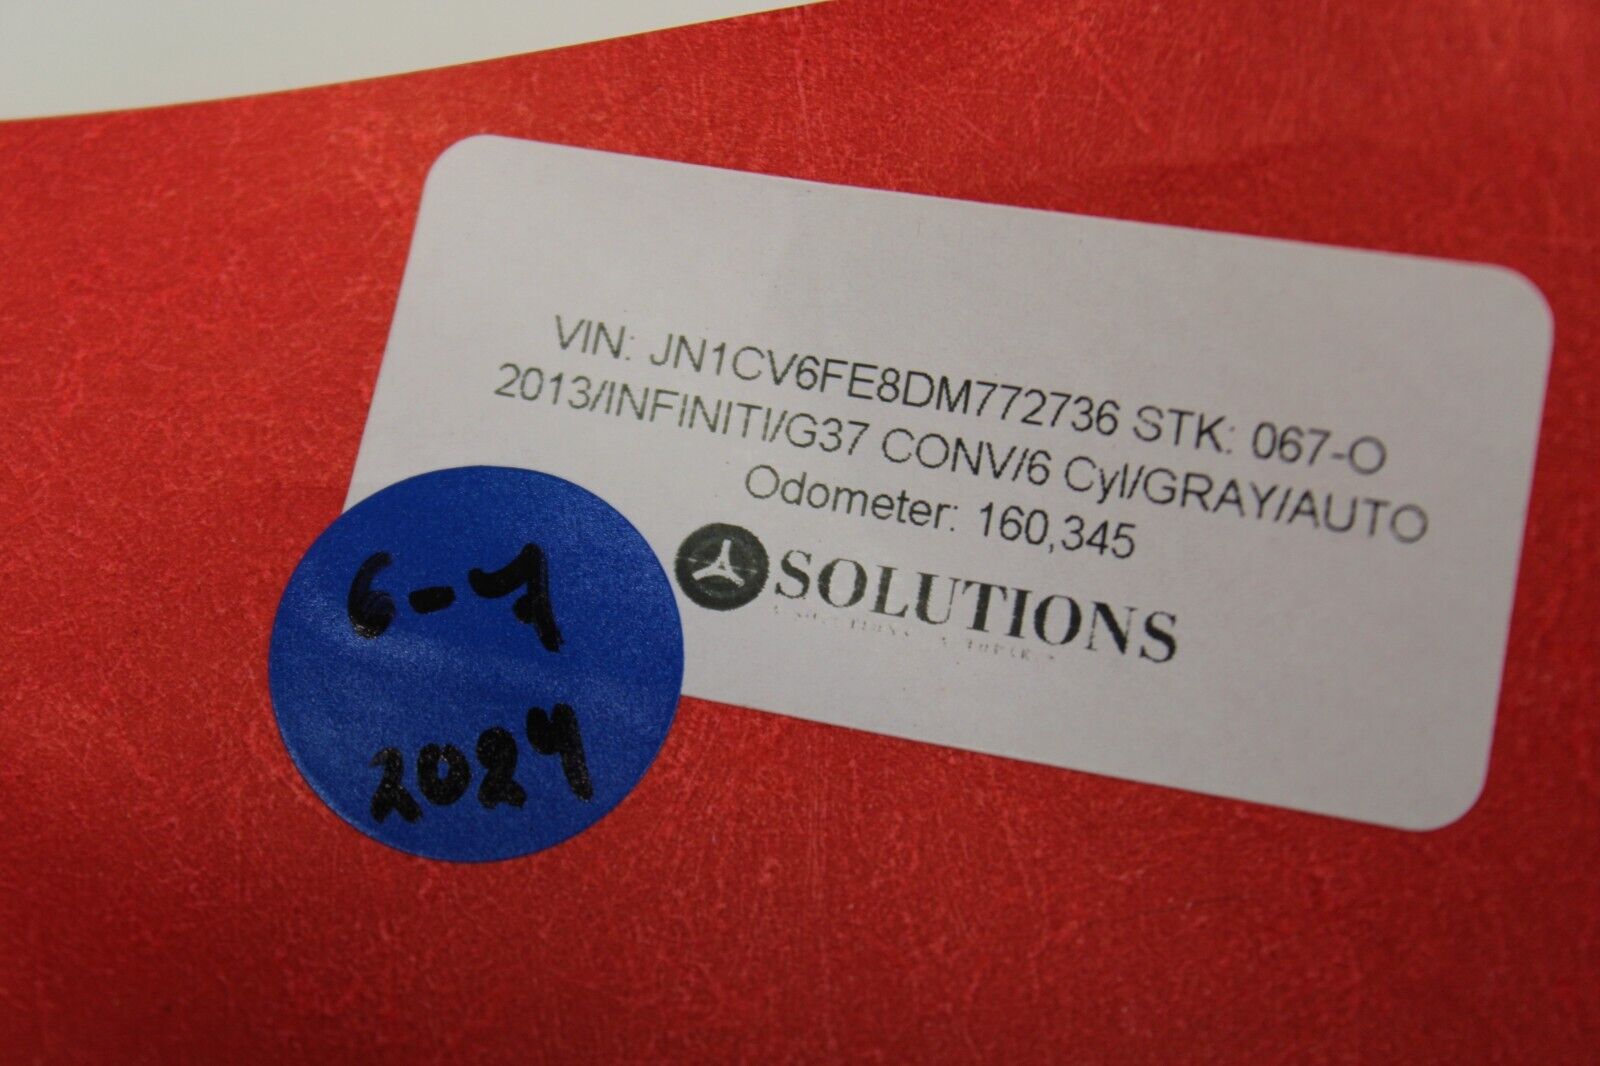 VIN: JN1CV6FE8DM772736 STK: 067-O
2013/INFINITI/G37 CONV/6 Cyl/GRAY/AUTO
Odometer: 160,345
SOLUTIONS
6-7
2024